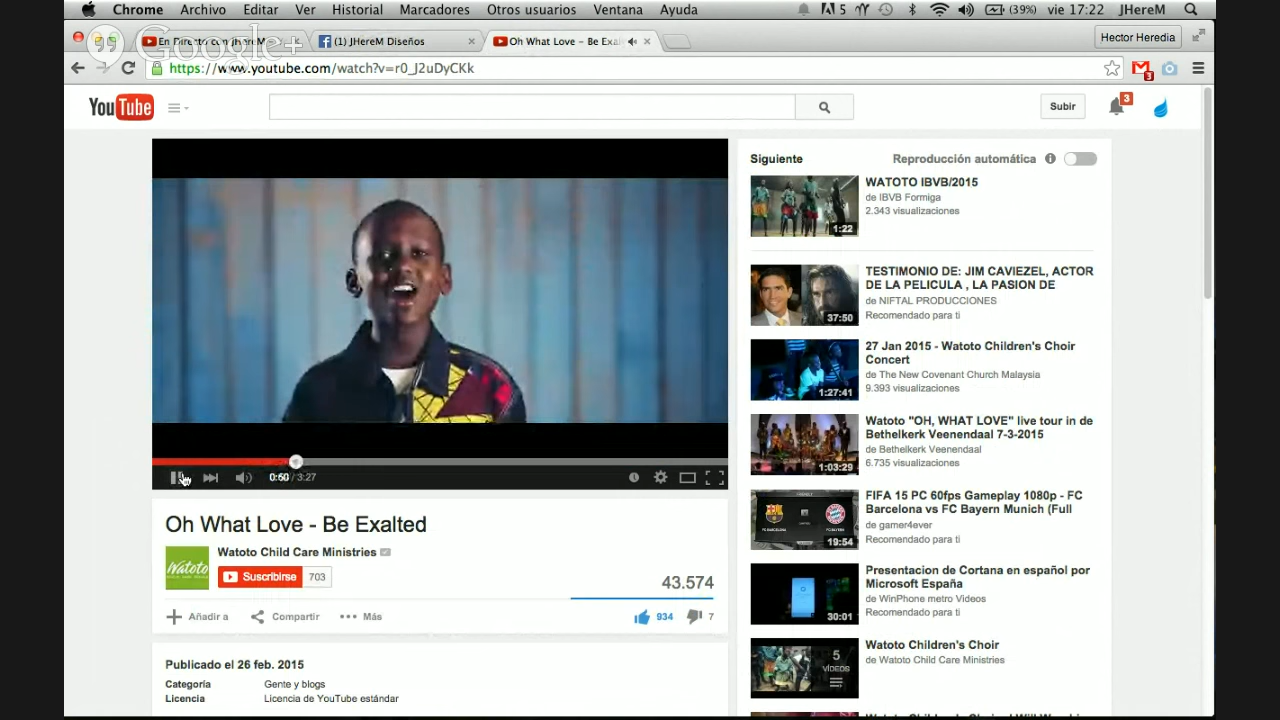 Chrome Archivo Editar Ver Historial Marcadores Otros usuarios Ventana Ayuda 5 (39%) vie 17:22 JHereM
Google+
En Directo con jhereM
(1) JHereM Diseños
Oh What Love - Be Exal
Hector Heredia
https://www.youtube.com/watch?v=r0_J2uDyCKk
3
YouTube
Subir
3
0:60 / 3:27
Oh What Love - Be Exalted
Watoto
Watoto Child Care Ministries
Suscribirse 703
43.574
Añadir a Compartir Más
934 7
Publicado el 26 feb. 2015
Categoría Gente y blogs
Licencia Licencia de YouTube estándar
Siguiente
Reproducción automática
WATOTO IBVB/2015
de IBVB Formiga
2.343 visualizaciones
1:22
TESTIMONIO DE: JIM CAVIEZEL, ACTOR
DE LA PELICULA , LA PASION DE
de NIFTAL PRODUCCIONES
Recomendado para ti
37:50
27 Jan 2015 - Watoto Children's Choir
Concert
de The New Covenant Church Malaysia
9.393 visualizaciones
1:27:41
Watoto "OH, WHAT LOVE" live tour in de
Bethelkerk Veenendaal 7-3-2015
de Bethelkerk Veenendaal
6.735 visualizaciones
1:03:29
FIFA 15 PC 60fps Gameplay 1080p - FC
Barcelona vs FC Bayern Munich (Full
de gamer4ever
Recomendado para ti
19:54
Presentacion de Cortana en español por
Microsoft España
de WinPhone metro Videos
Recomendado para ti
30:01
Watoto Children's Choir
de Watoto Child Care Ministries
5
VÍDEOS